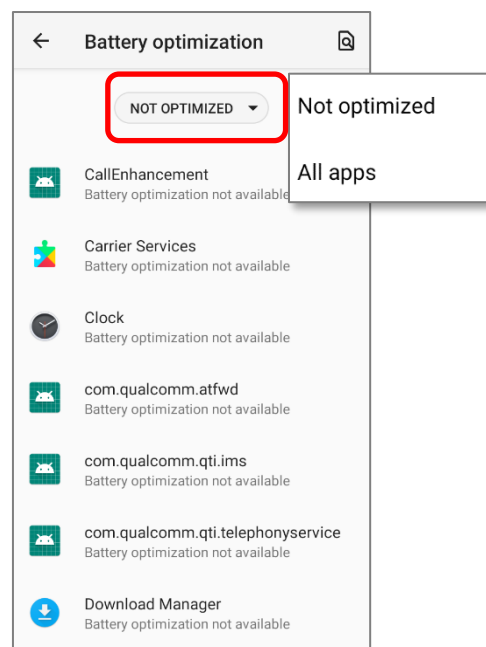 Battery optimization
NOT OPTIMIZED
Not optimized
All apps
CallEnhancement
Battery optimization not available
Carrier Services
Battery optimization not available
Clock
Battery optimization not available
com.qualcomm.atfwd
Battery optimization not available
com.qualcomm.qti.ims
Battery optimization not available
com.qualcomm.qti.telephonyservice
Battery optimization not available
Download Manager
Battery optimization not available